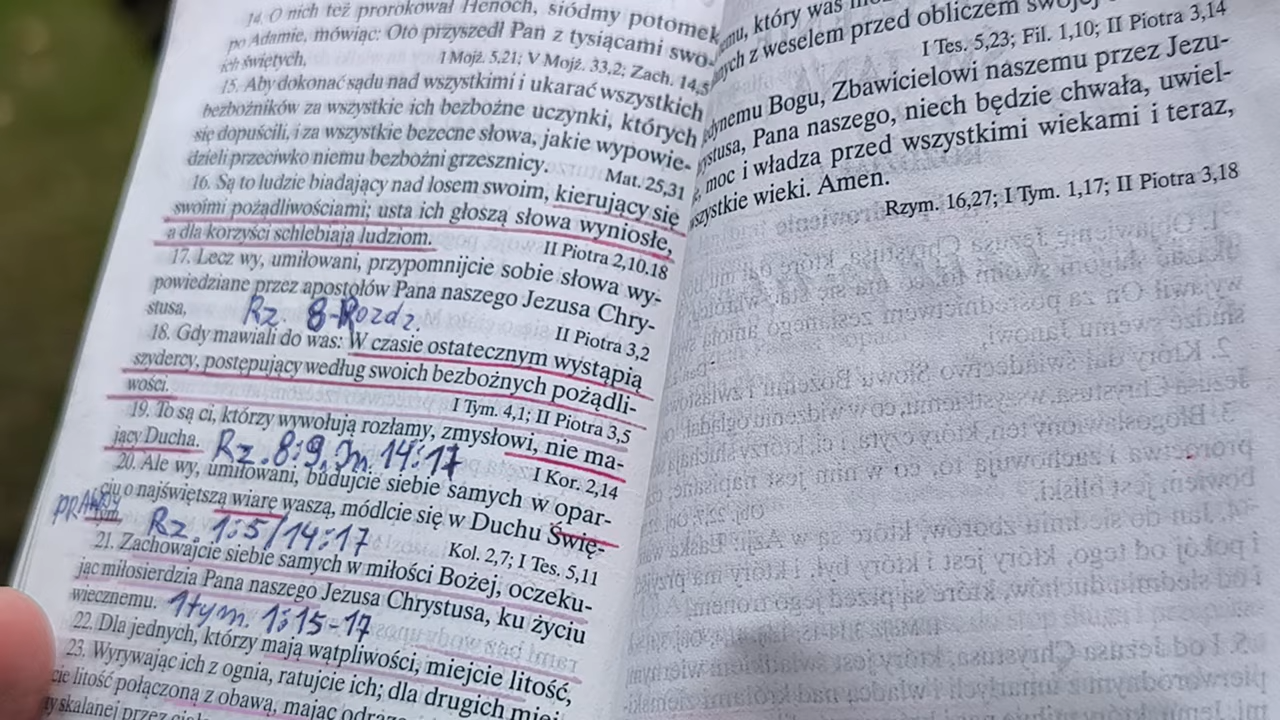 14. O nich też prorokował Henoch, siódmy potomek
po Adamie, mówiąc: Oto przyszedł Pan z tysiącami swo-
ich świętych,
I Mojż. 5,21; V Mojż. 33,2; Zach. 14,5
15. Aby dokonać sądu nad wszystkimi i ukarać wszystkich
bezbożników za wszystkie ich bezbożne uczynki, których
się dopuścili, i za wszystkie bezecne słowa, jakie wypowie-
dzieli przeciwko niemu bezbożni grzesznicy.
Mat. 25,31
16. Są to ludzie biadający nad losem swoim, kierujący się
swoimi pożądliwościami; usta ich głoszą słowa wyniosłe,
a dla korzyści schlebiają ludziom.
II Piotra 2,10.18
17. Lecz wy, umiłowani, przypomnijcie sobie słowa wy-
powiedziane przez apostołów Pana naszego Jezusa Chry-
stusa,
Rz. 8-Rozdz.
II Piotra 3,2
18. Gdy mawiali do was: W czasie ostatecznym wystąpią
szydercy, postępujący według swoich bezbożnych pożądli-
wości.
I Tym. 4,1; II Piotra 3,5
19. To są ci, którzy wywołują rozłamy, zmysłowi, nie ma-
jący Ducha.
Rz. 8:9, Jn. 14:17
I Kor. 2,14
20. Ale wy, umiłowani, budujcie siebie samych w opar-
ciu o najświętszą wiarę waszą, módlcie się w Duchu Świę-
tym.
PRAWDY
Rz. 1:5/14:17
Kol. 2,7; I Tes. 5,11
21. Zachowajcie siebie samych w miłości Bożej, oczeku-
jąc miłosierdzia Pana naszego Jezusa Chrystusa, ku życiu
wiecznemu.
1tym. 1:15-17
22. Dla jednych, którzy mają wątpliwości, miejcie litość,
23. Wyrywając ich z ognia, ratujcie ich; dla drugich miej-
cie litość połączoną z obawą, mając
skalanej przez
emu, który was
nych z weselem przed obliczem swojej
I Tes. 5,23; Fil. 1,10; II Piotra 3,14
dynemu Bogu, Zbawicielowi naszemu przez Jezu-
ystusa, Pana naszego, niech będzie chwała, uwiel-
, moc i władza przed wszystkimi wiekami i teraz,
szystkie wieki. Amen.
Rzym. 16,27; I Tym. 1,17; II Piotra 3,18